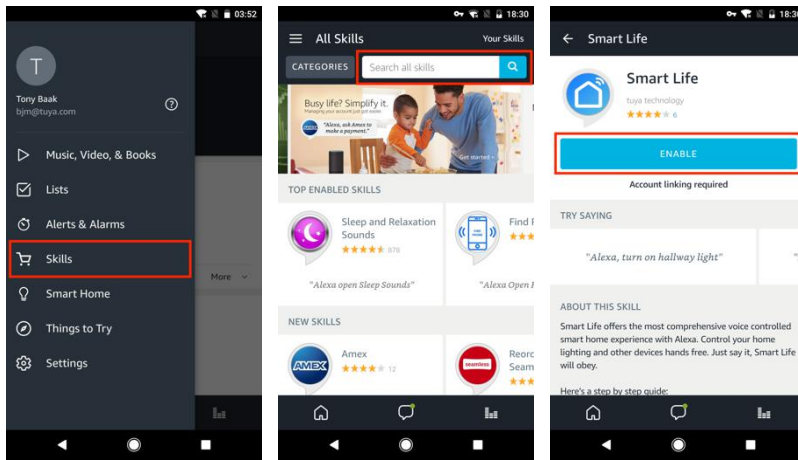 03:52
T
Tony Baak
bjm@tuya.com
Music, Video, & Books
Lists
Alerts & Alarms
Skills
Smart Home
Things to Try
Settings
More
18:30
All Skills
Your Skills
CATEGORIES
Search all skills
Busy life? Simplify it.
"Alexa, ask Amex to
make a payment."
Get started
TOP ENABLED SKILLS
Sleep and Relaxation
Sounds
878
"Alexa open Sleep Sounds"
Find
"Alexa Open
NEW SKILLS
AMEX
Amex
12
seamless
Reorc
Seam
18:30
Smart Life
Smart Life
tuya technology
6
ENABLE
Account linking required
TRY SAYING
"Alexa, turn on hallway light"
ABOUT THIS SKILL
Smart Life offers the most comprehensive voice controlled
smart home experience with Alexa. Control your home
lighting and other devices hands free. Just say it, Smart Life
will obey.
Here's a step by step guide: